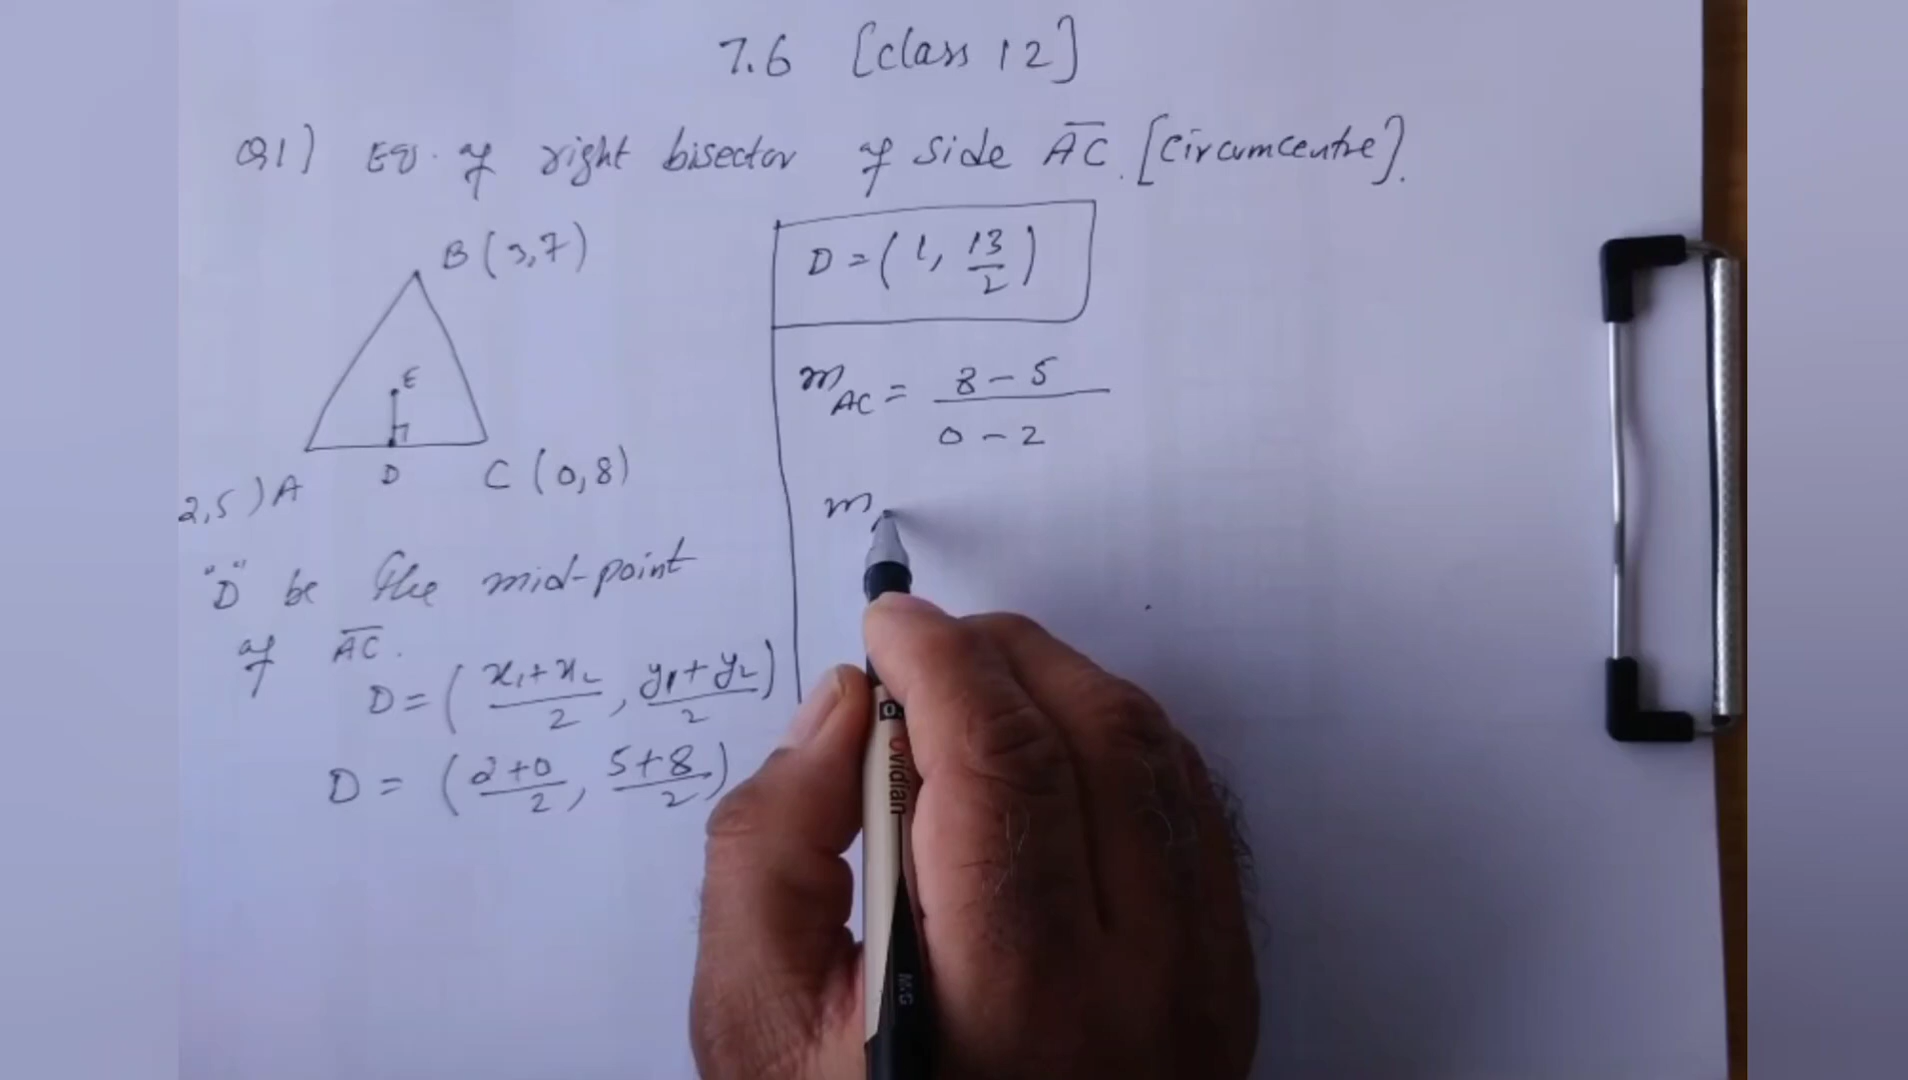 7.6 [Class 12]
Q1) Eq. of right bisector of side AC. [Circumcentre].
B(3,7)
E
A
D
C(0,8)
2,5)
"D" be the mid-point
of AC.
D = ( x₁+x₂/2 , y₁+y₂/2 )
D = ( 2+0/2 , 5+8/2 )
D = ( 1, 13/2 )
m AC = 8-5/0-2
m
Ovidian
M&G